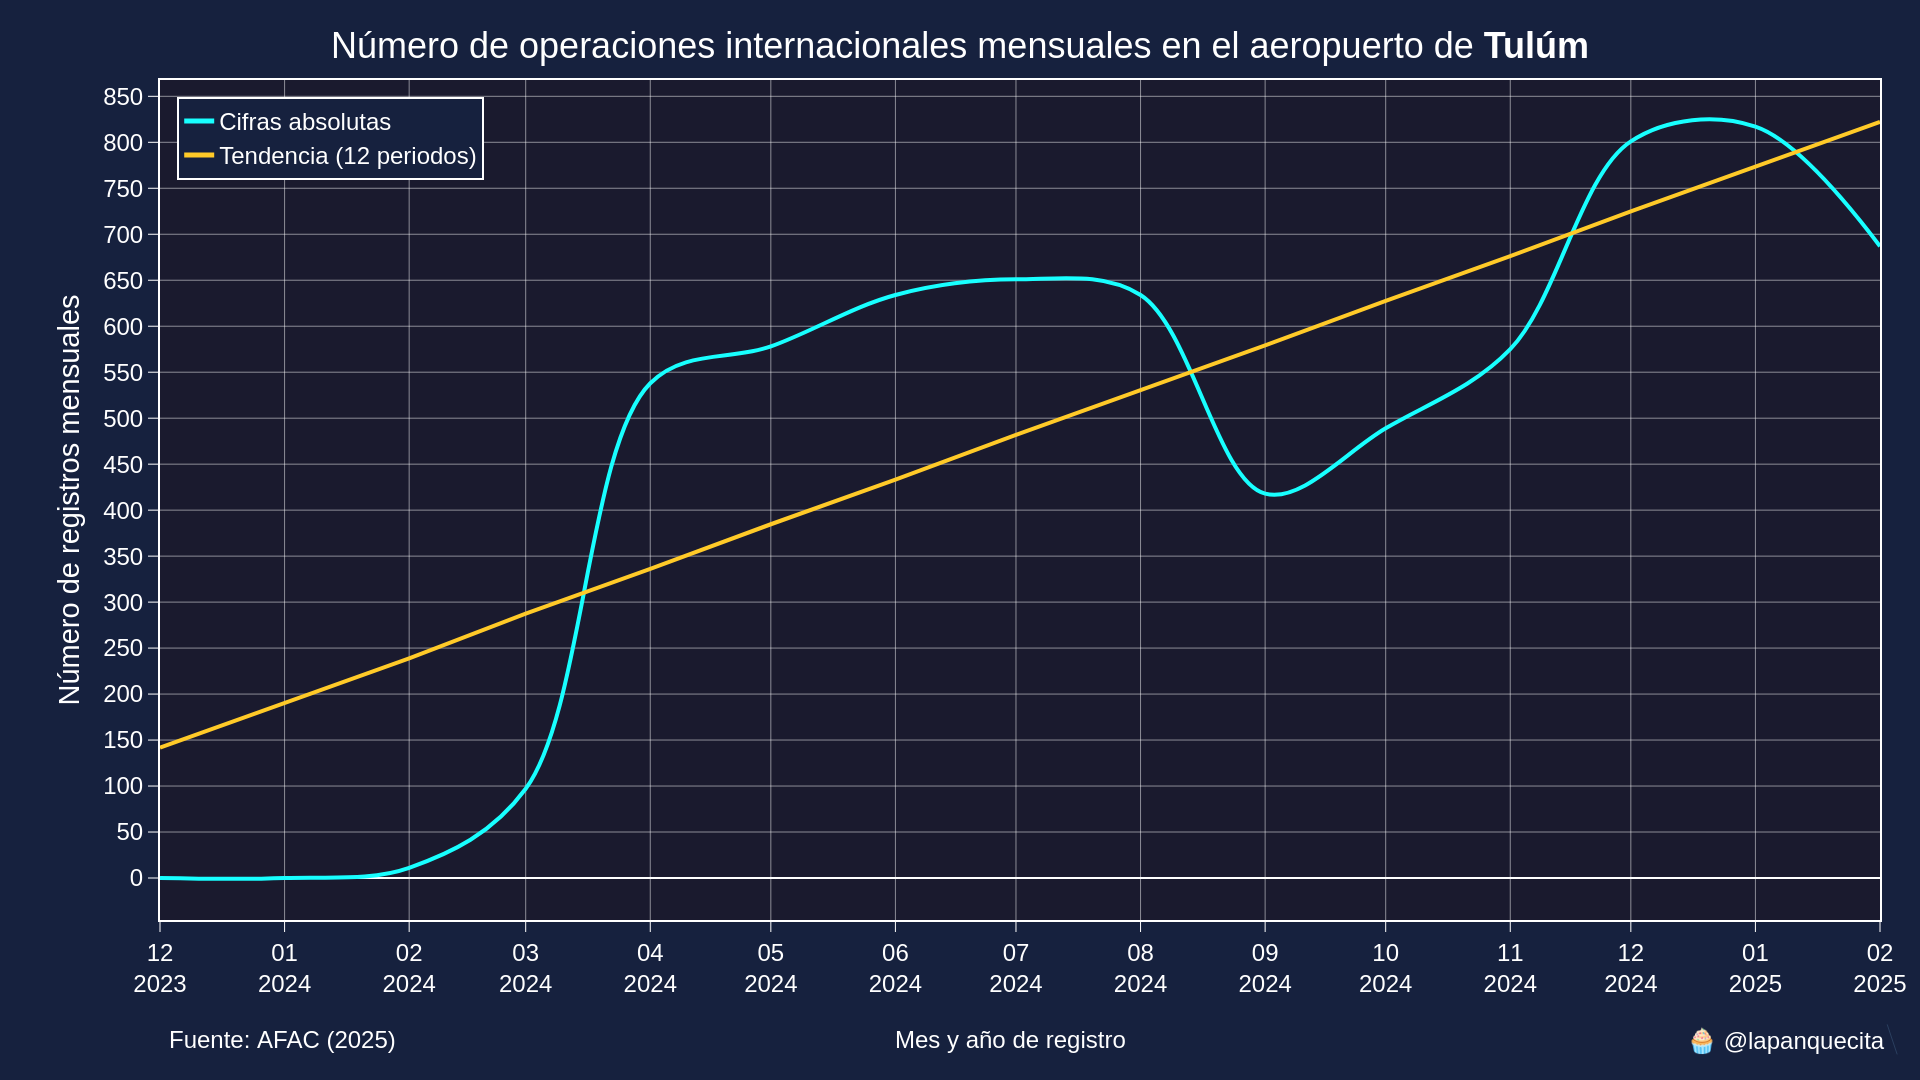 Número de operaciones internacionales mensuales en el aeropuerto de Tulúm
Cifras absolutas
Tendencia (12 periodos)
Número de registros mensuales
850
800
750
700
650
600
550
500
450
400
350
300
250
200
150
100
50
0
12 01 02 03 04 05 06 07 08 09 10 11 12 01 02
2023 2024 2024 2024 2024 2024 2024 2024 2024 2024 2024 2024 2024 2025 2025
Fuente: AFAC (2025)
Mes y año de registro
🧁 @lapanquecita